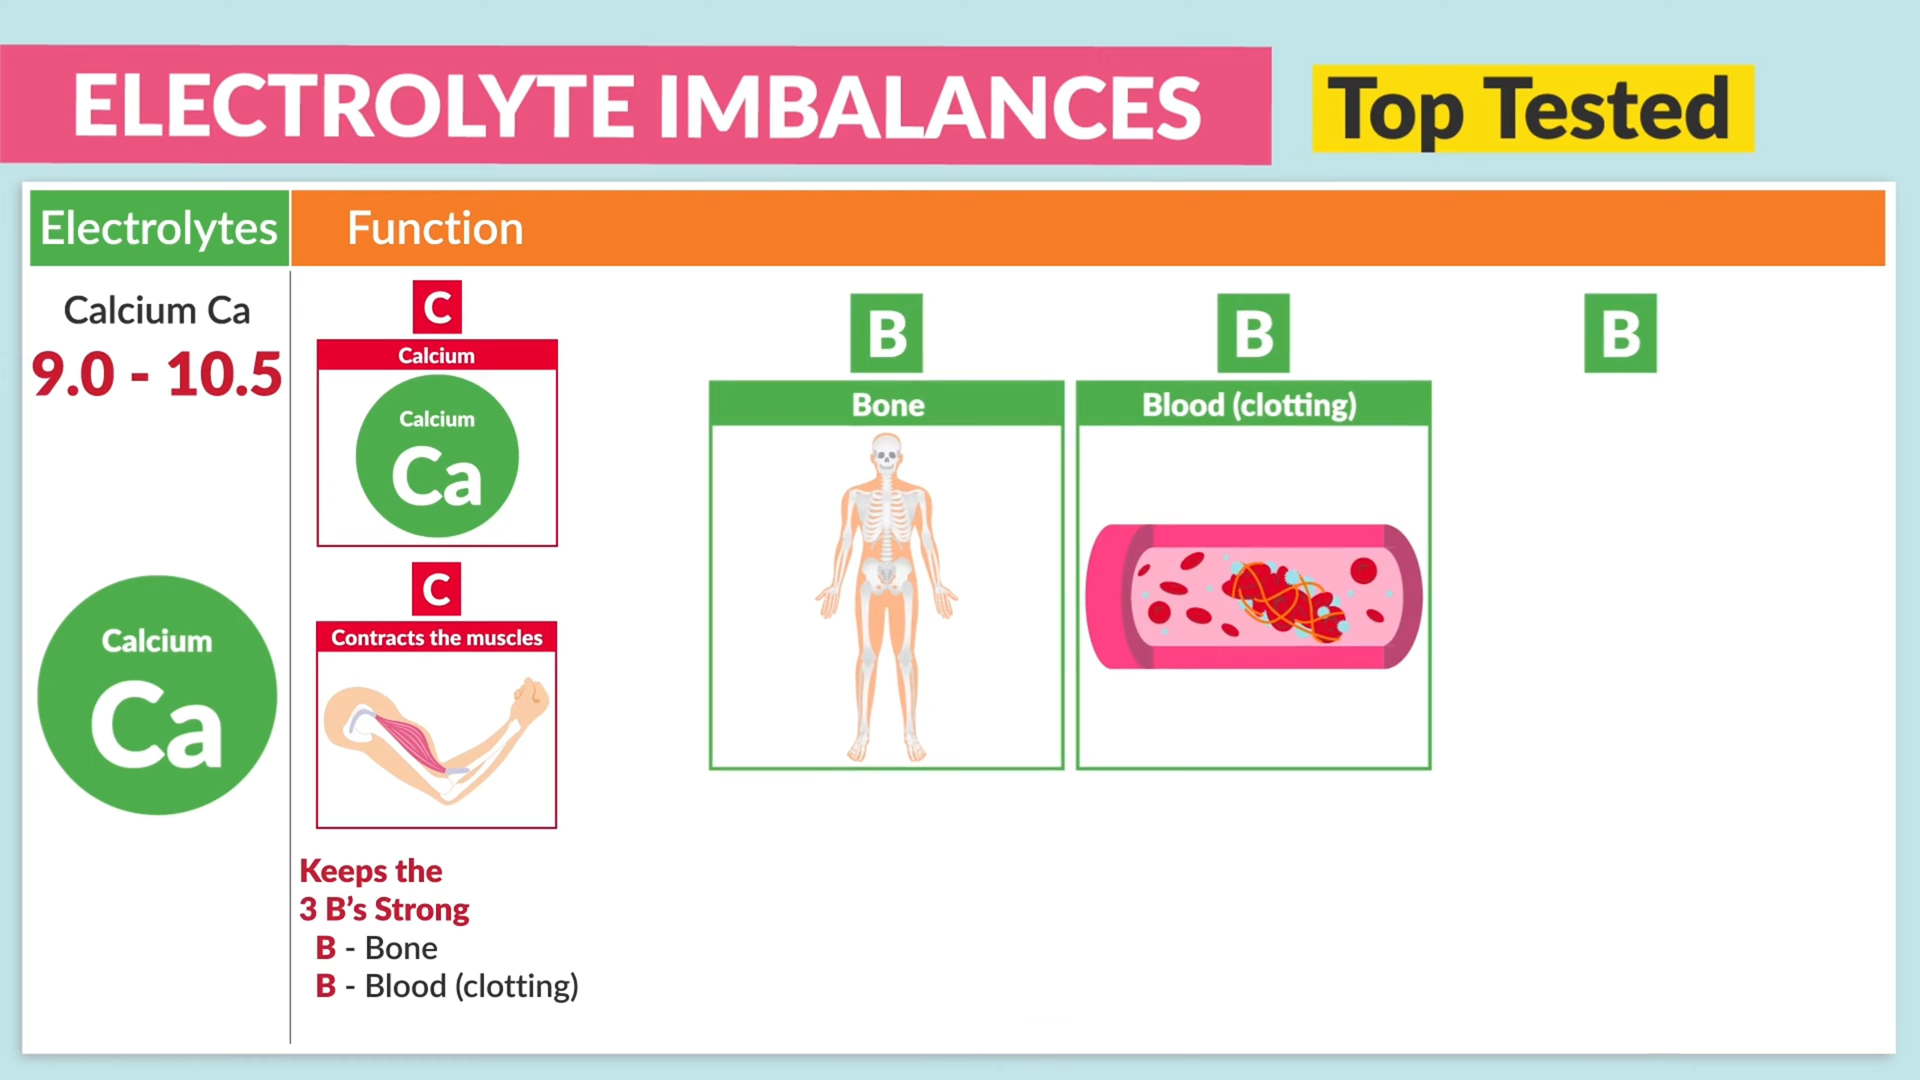 ELECTROLYTE IMBALANCES
Top Tested
Electrolytes
Function
Calcium Ca
9.0 - 10.5
Calcium
Ca
C
Calcium
Calcium
Ca
C
Contracts the muscles
Keeps the
3 B's Strong
B - Bone
B - Blood (clotting)
B
Bone
B
Blood (clotting)
B